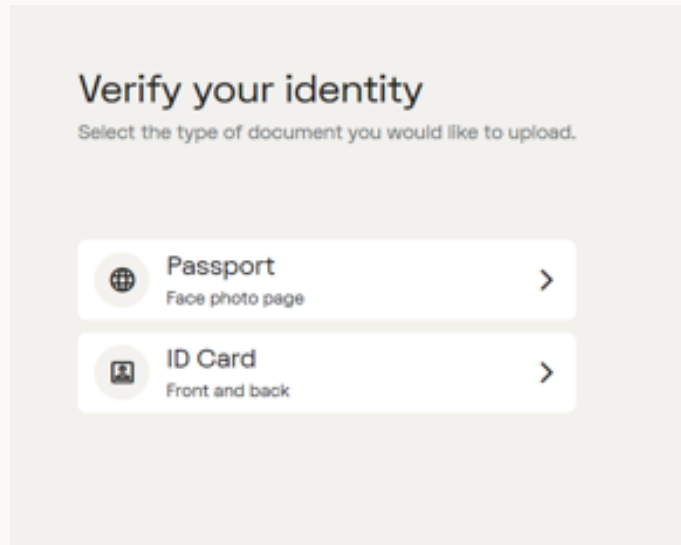 Verify your identity
Select the type of document you would like to upload.
Passport
Face photo page
ID Card
Front and back